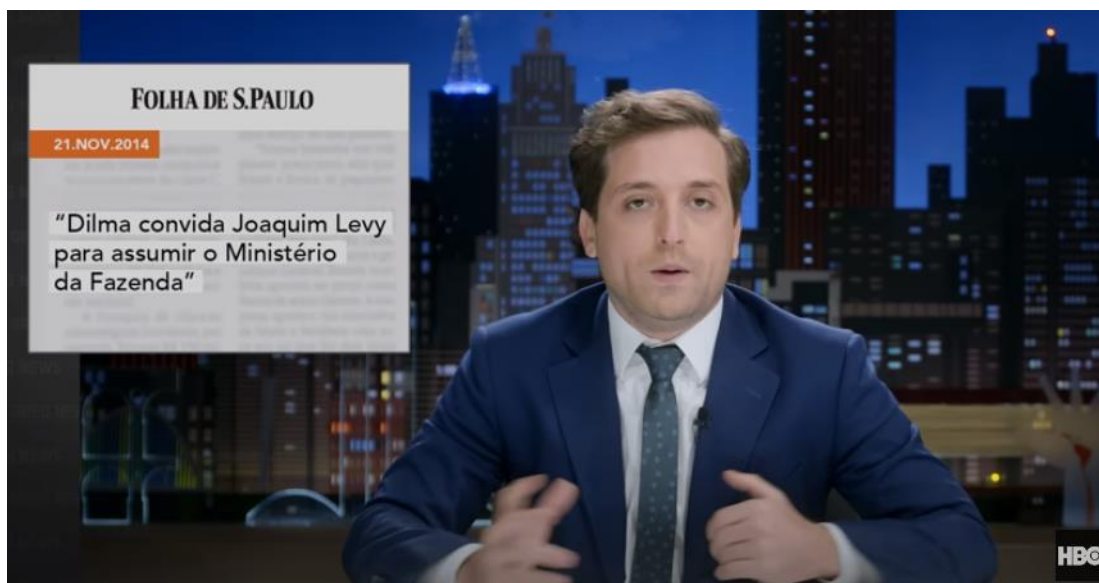 FOLHA DE S.PAULO
21.NOV.2014
“Dilma convida Joaquim Levy
para assumir o Ministério
da Fazenda”
HBO